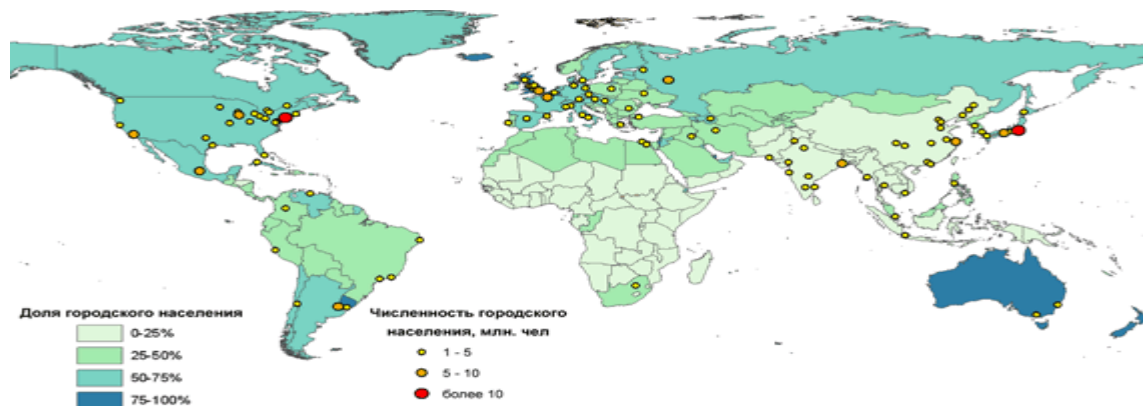 Доля городского населения
0-25%
25-50%
50-75%
75-100%
Численность городского
населения, млн. чел
1 - 5
5 - 10
более 10